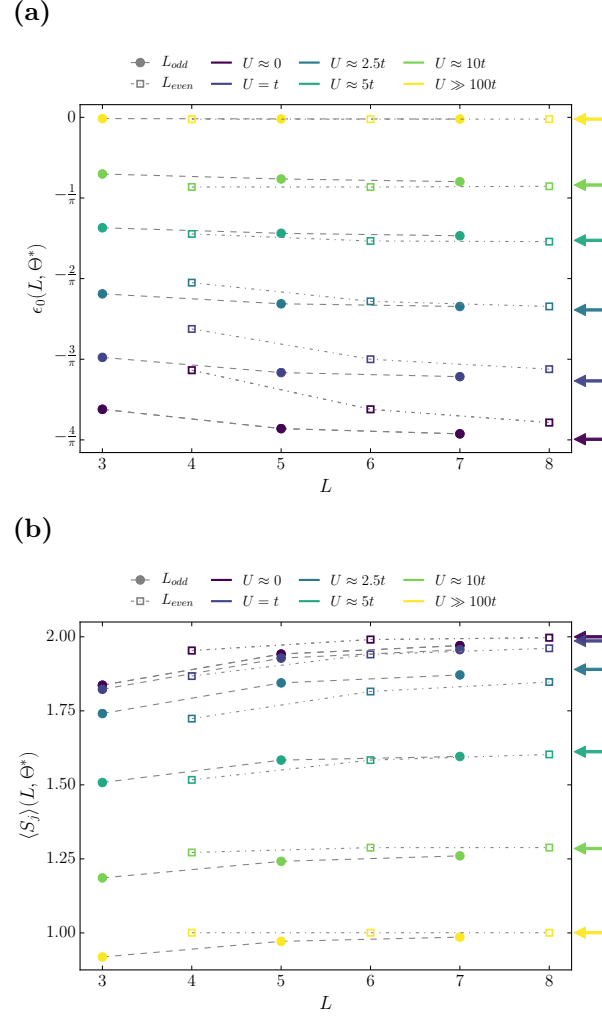 (a)
L_odd U ≈ 0 U ≈ 2.5t U ≈ 10t
L_even U = t U ≈ 5t U ≫ 100t
0
−1/π
−2/π
−3/π
−4/π
ϵ₀(L, Θ*)
3 4 5 6 7 8
L
(b)
L_odd U ≈ 0 U ≈ 2.5t U ≈ 10t
L_even U = t U ≈ 5t U ≫ 100t
2.00
1.75
1.50
1.25
1.00
⟨S_j⟩(L, Θ*)
3 4 5 6 7 8
L